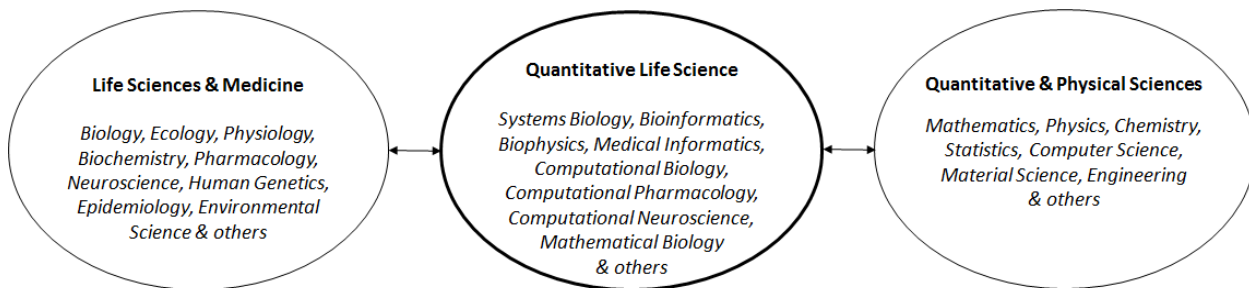 Life Sciences & Medicine
Biology, Ecology, Physiology,
Biochemistry, Pharmacology,
Neuroscience, Human Genetics,
Epidemiology, Environmental
Science & others
Quantitative Life Science
Systems Biology, Bioinformatics,
Biophysics, Medical Informatics,
Computational Biology,
Computational Pharmacology,
Computational Neuroscience,
Mathematical Biology
& others
Quantitative & Physical Sciences
Mathematics, Physics, Chemistry,
Statistics, Computer Science,
Material Science, Engineering
& others